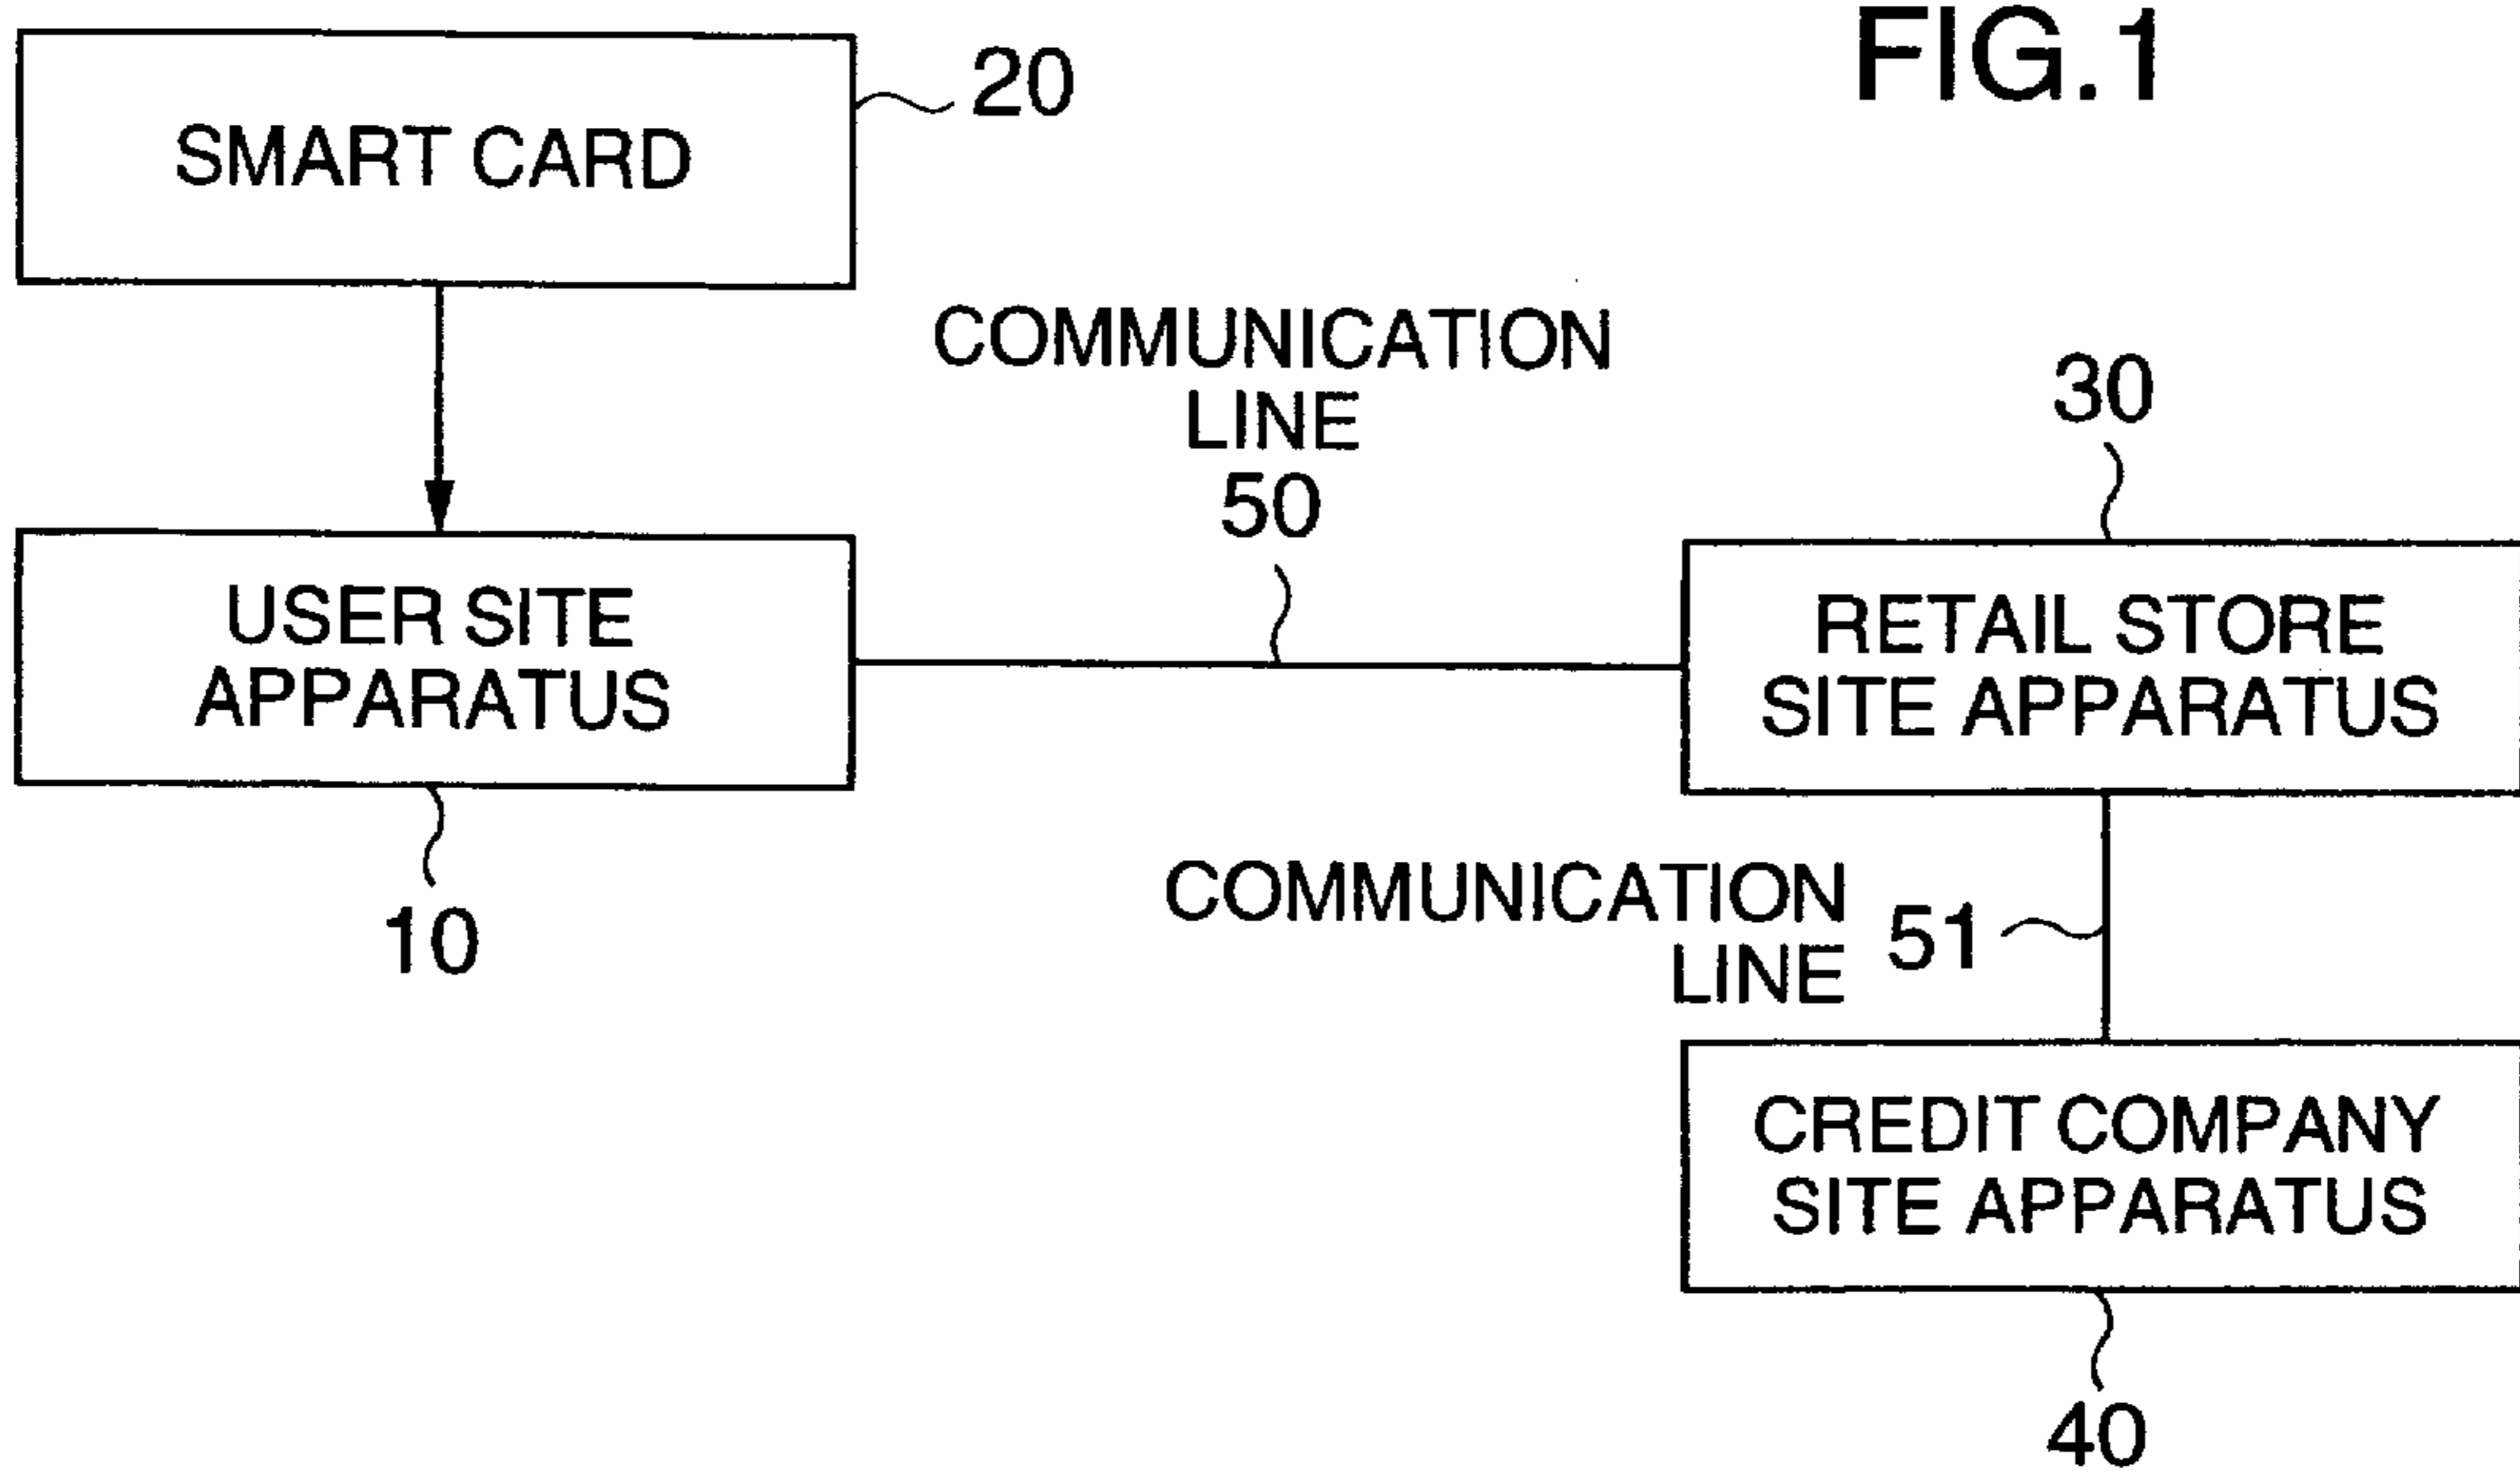 FIG.1
SMART CARD
20
COMMUNICATION
LINE
50
30
USER SITE
APPARATUS
10
RETAIL STORE
SITE APPARATUS
COMMUNICATION
LINE
51
CREDIT COMPANY
SITE APPARATUS
40